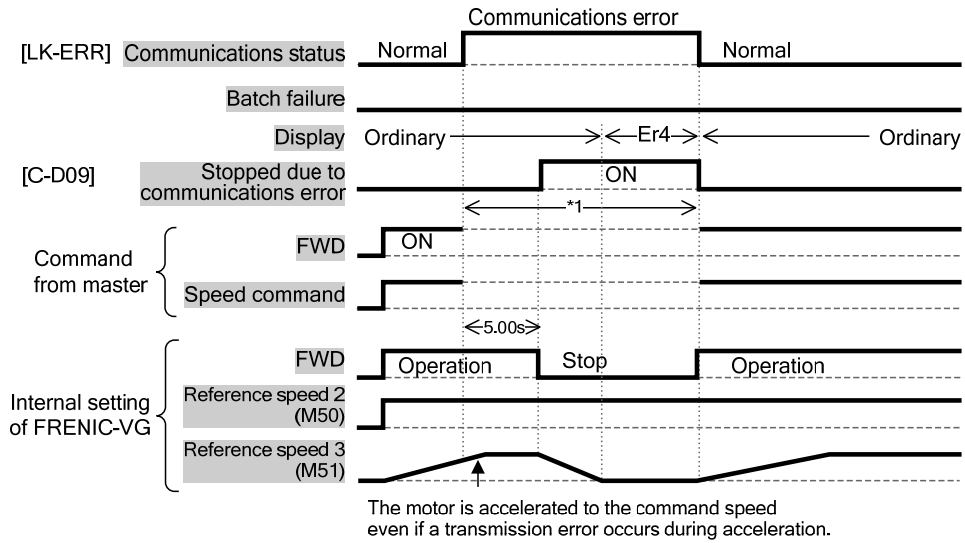 Communications error
[LK-ERR] Communications status Normal Normal
Batch failure
Display Ordinary Er4 Ordinary
[C-D09] Stopped due to
communications error ON
*1
Command
from master
FWD ON
Speed command
5.00s
Internal setting
of FRENIC-VG
FWD Operation Stop Operation
Reference speed 2
(M50)
Reference speed 3
(M51)
The motor is accelerated to the command speed
even if a transmission error occurs during acceleration.